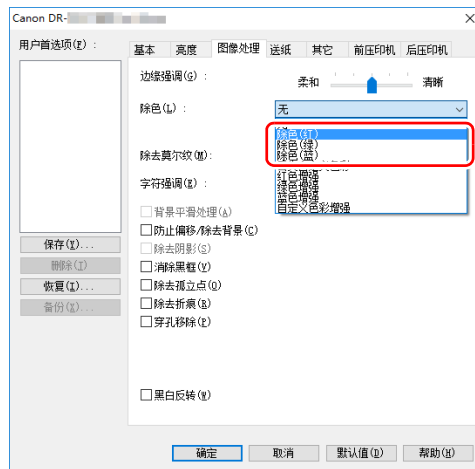 Canon DR-
用户首选项(F) :
基本 亮度 图像处理 送纸 其它 前压印机 后压印机
边缘强调(G) :
柔和 清晰
除色(L) :
无
除色(红)
除色(绿)
除色(蓝)
除去莫尔纹(M):
红色增强
字符强调(E) :
绿色增强
蓝色增强
自定义色彩增强
背景平滑处理(A)
防止偏移/除去背景(C)
除去阴影(S)
消除黑框(Y)
除去孤立点(O)
除去折痕(R)
穿孔移除(P)
保存(X)...
删除(I)
恢复(I)...
备份(X)...
黑白反转(W)
确定 取消 默认值(D) 帮助(H)